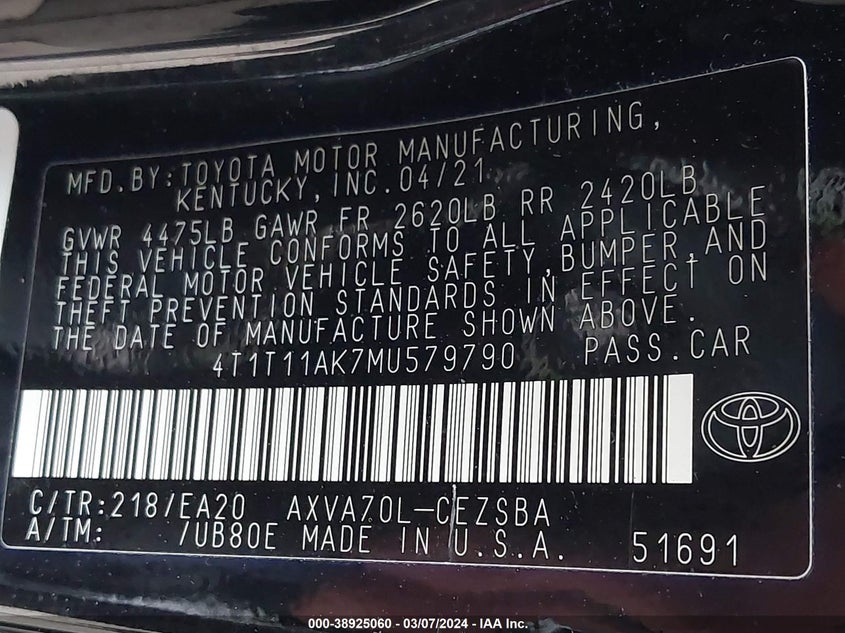 MFD.BY:TOYOTA MOTOR MANUFACTURING,
KENTUCKY,INC.04/21
GVWR 4475LB GAWR FR 2620LB RR 2420LB
THIS VEHICLE CONFORMS TO ALL APPLICABLE
FEDERAL MOTOR VEHICLE SAFETY,BUMPER,AND
THEFT PREVENTION STANDARDS IN EFFECT ON
THE DATE OF MANUFACTURE SHOWN ABOVE.
4T1T11AK7MU579790 PASS.CAR
C/TR:218/EA20 AXVA70L-CEZSBA
A/TM: /UB80E MADE IN U.S.A. 51691
000-38925060 - 03/07/2024 - IAA Inc.